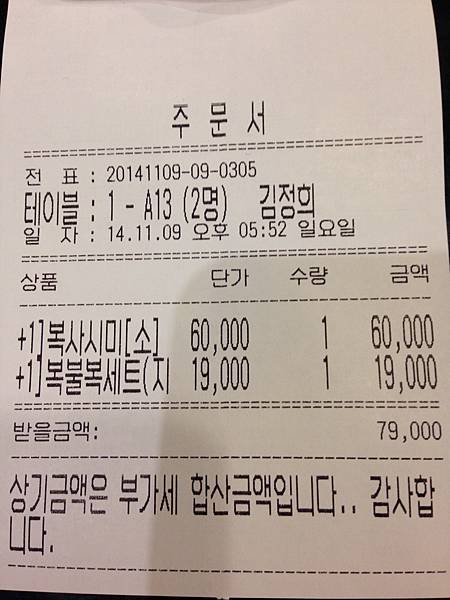 주 문 서
전 표 : 20141109-09-0305
테이블 : 1 - A13 (2명) 김정희
일 자 : 14.11.09 오후 05:52 일요일
상품 단가 수량 금액
+1]복사시미[소] 60,000 1 60,000
+1]복불복세트(지 19,000 1 19,000
받을금액: 79,000
상기금액은 부가세 합산금액입니다.. 감사합
니다.